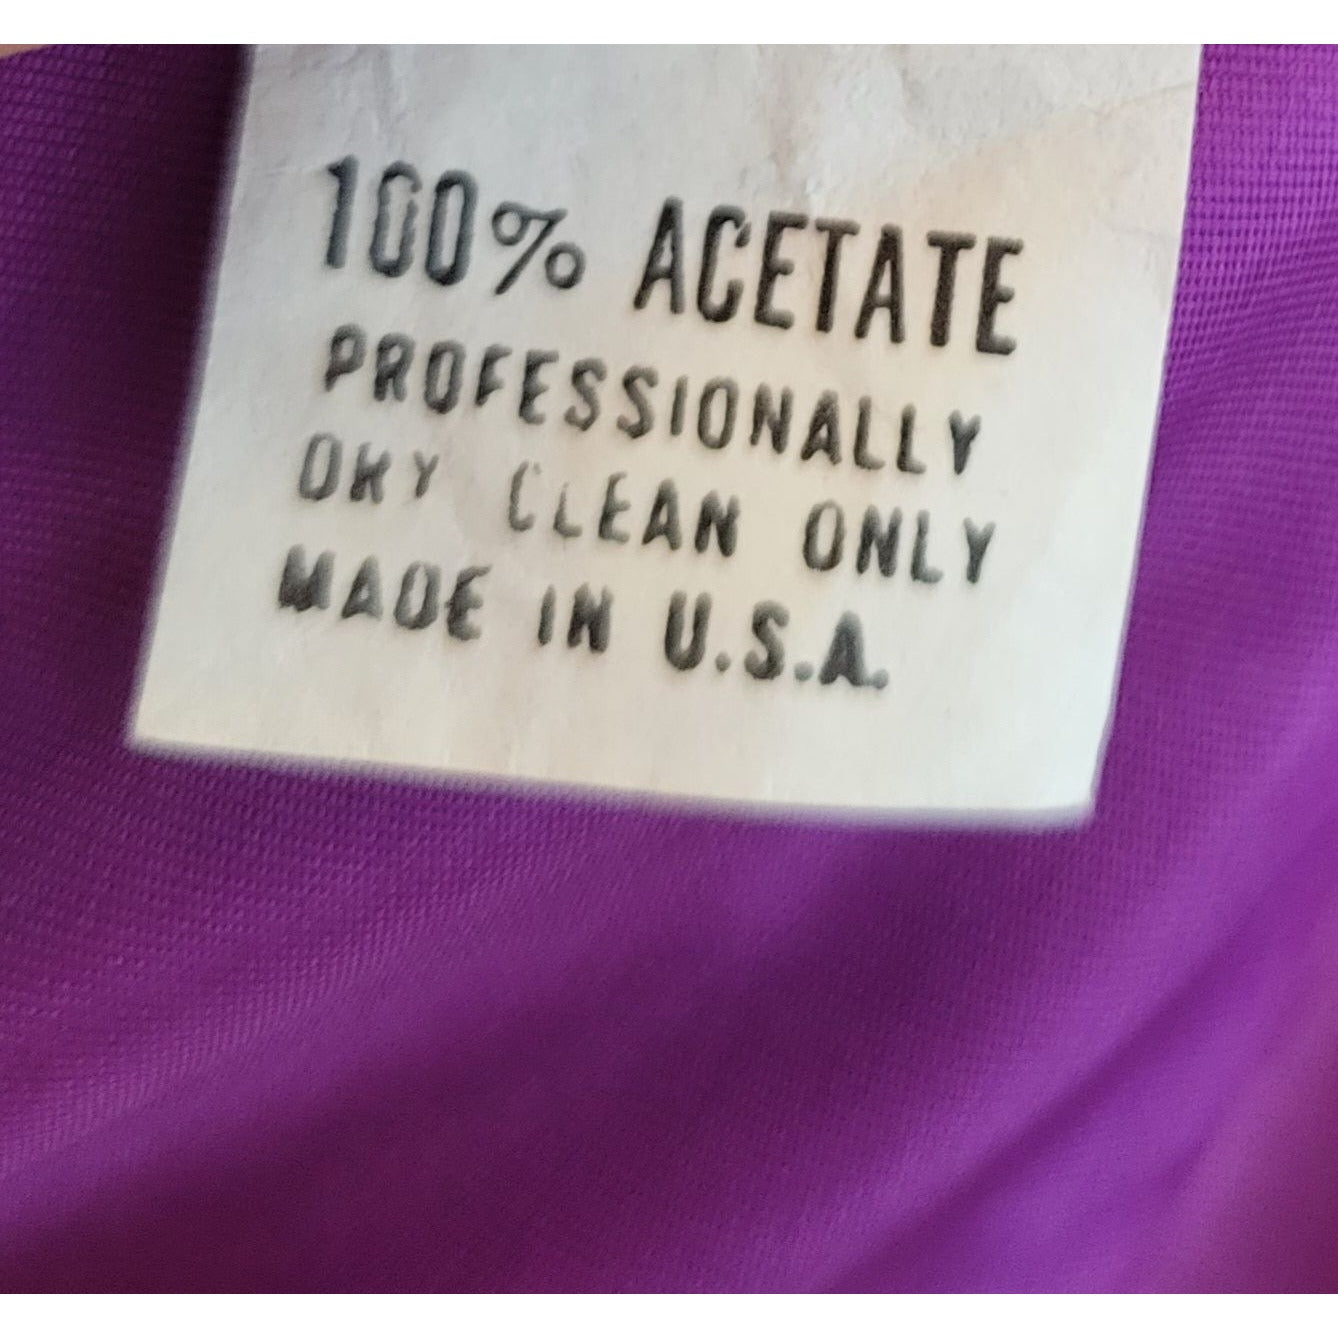 100% ACETATE
PROFESSIONALLY
DRY CLEAN ONLY
MADE IN U.S.A.